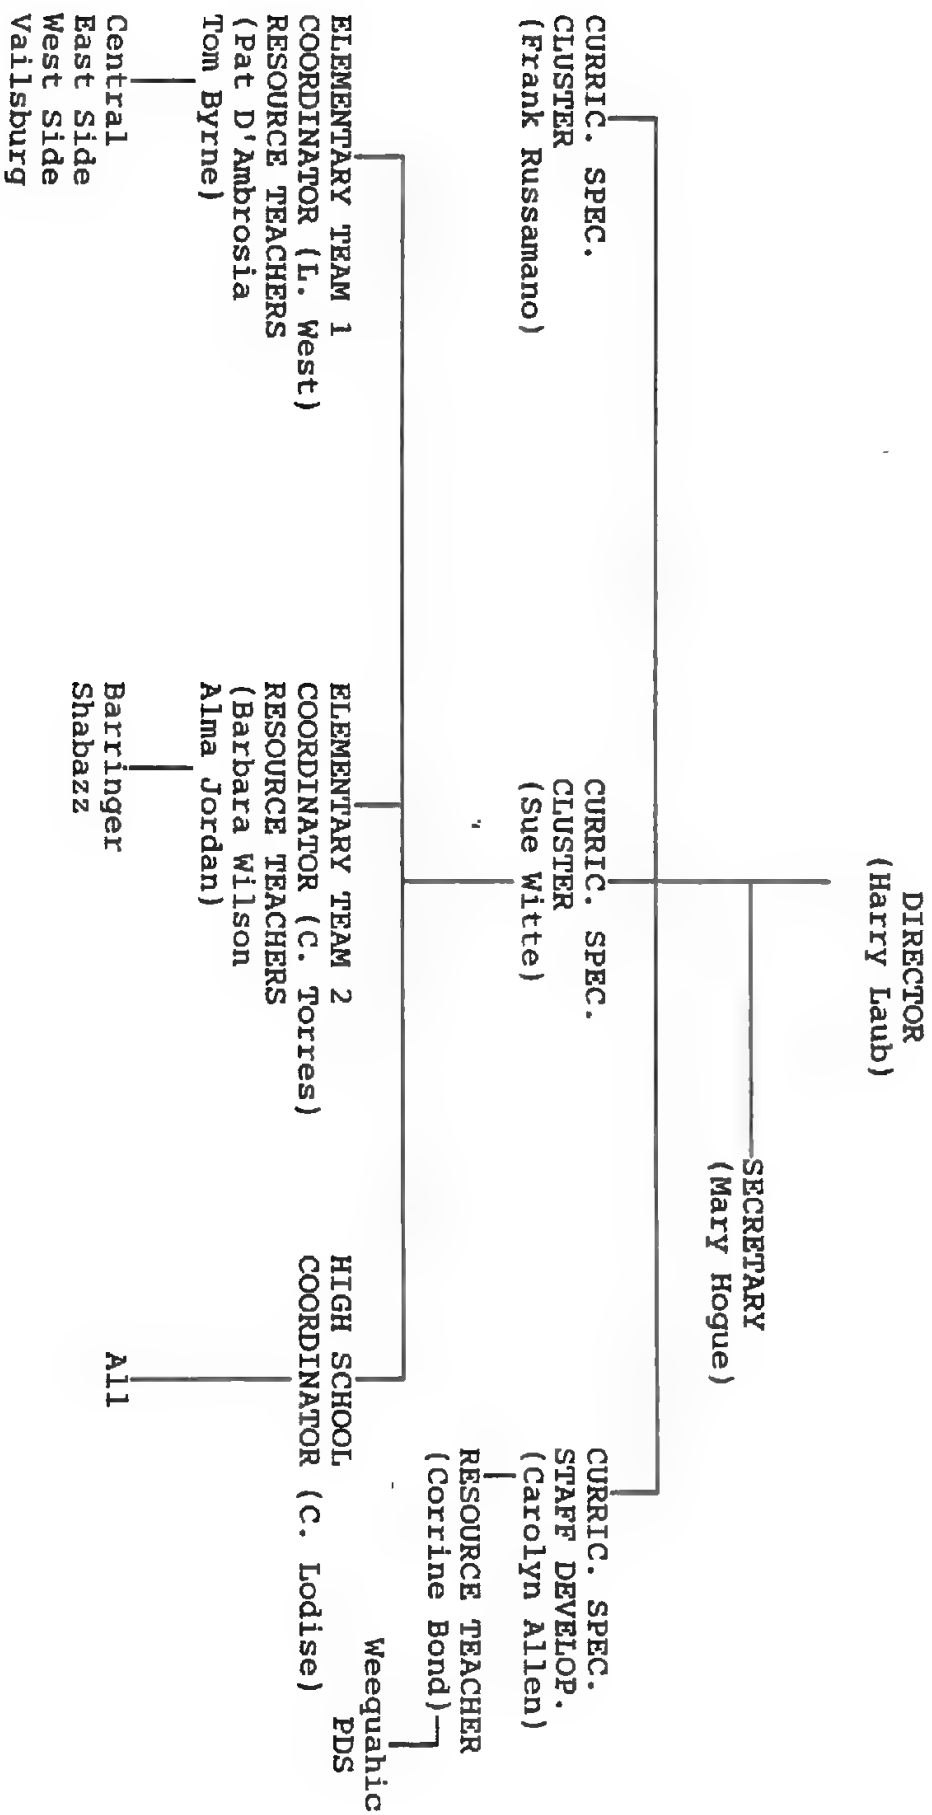 DIRECTOR
(Harry Laub)
SECRETARY
(Mary Hogue)
CURRIC. SPEC.
CLUSTER
(Frank Russamano)
CURRIC. SPEC.
CLUSTER
(Sue Witte)
CURRIC. SPEC.
STAFF DEVELOP.
(Carolyn Allen)
RESOURCE TEACHER
(Corrine Bond)
Weequahic
PDS
ELEMENTARY TEAM 1
COORDINATOR (L. West)
RESOURCE TEACHERS
(Pat D'Ambrosia
Tom Byrne)
Central
East Side
West Side
Vailsburg
ELEMENTARY TEAM 2
COORDINATOR (C. Torres)
RESOURCE TEACHERS
(Barbara Wilson
Alma Jordan)
Barringer
Shabazz
HIGH SCHOOL
COORDINATOR (C. Lodise)
All